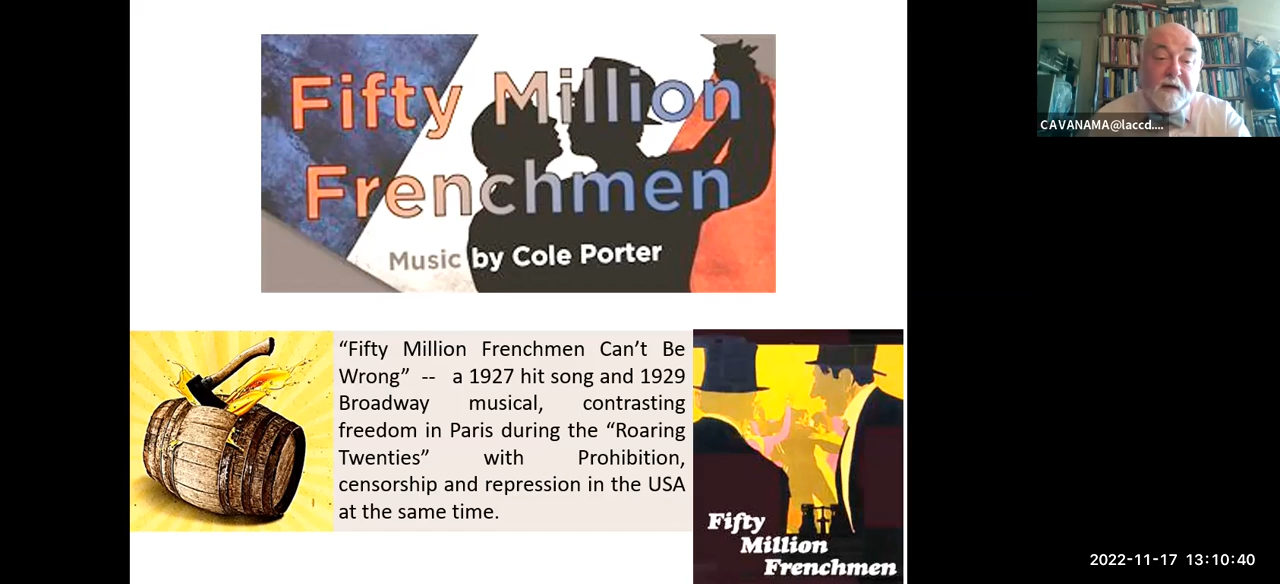 Fifty Million
Frenchmen
Music by Cole Porter
CAVANAMA@laccd....
“Fifty Million Frenchmen Can’t Be
Wrong” -- a 1927 hit song and 1929
Broadway musical, contrasting
freedom in Paris during the “Roaring
Twenties” with Prohibition,
censorship and repression in the USA
at the same time.
Fifty
Million
Frenchmen
2022-11-17 13:10:40